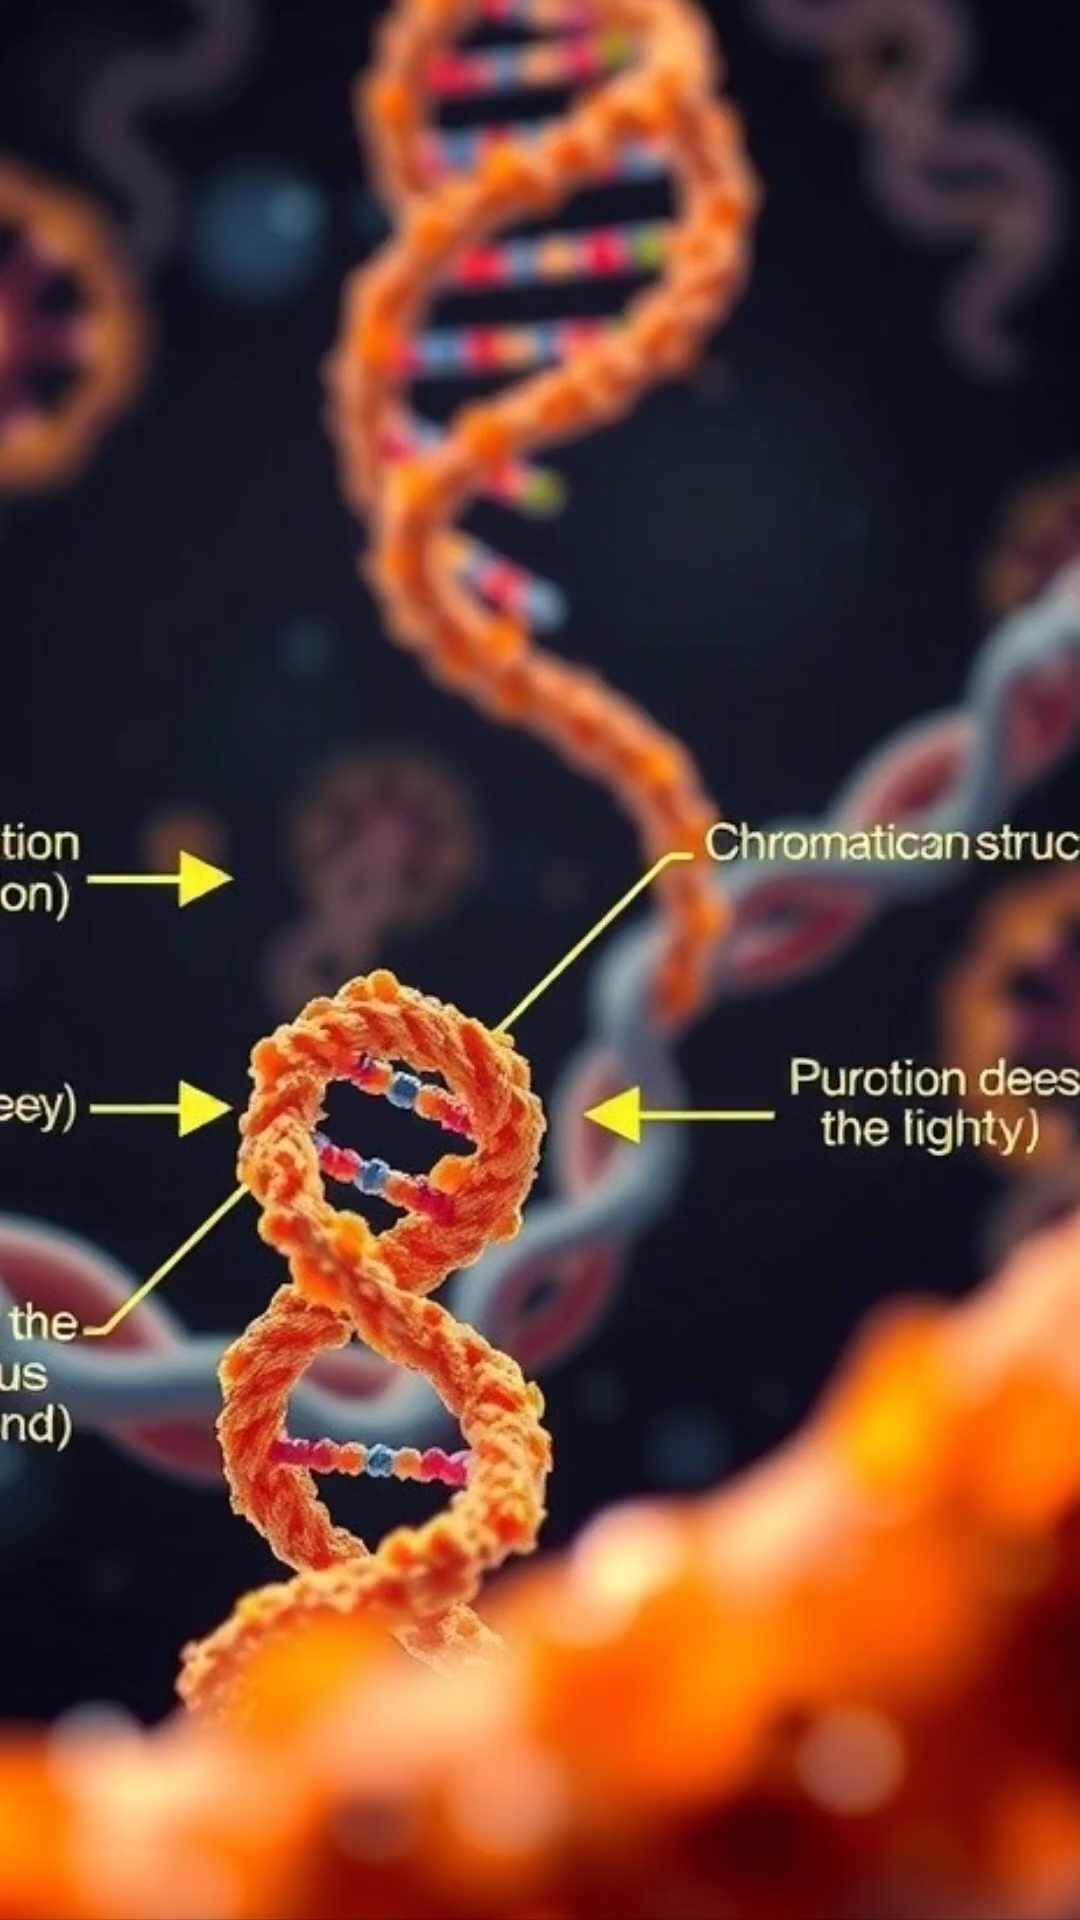 tion
on)
Chromatican struc
eey)
Purotion dees
the lighty)
the
us
nd)